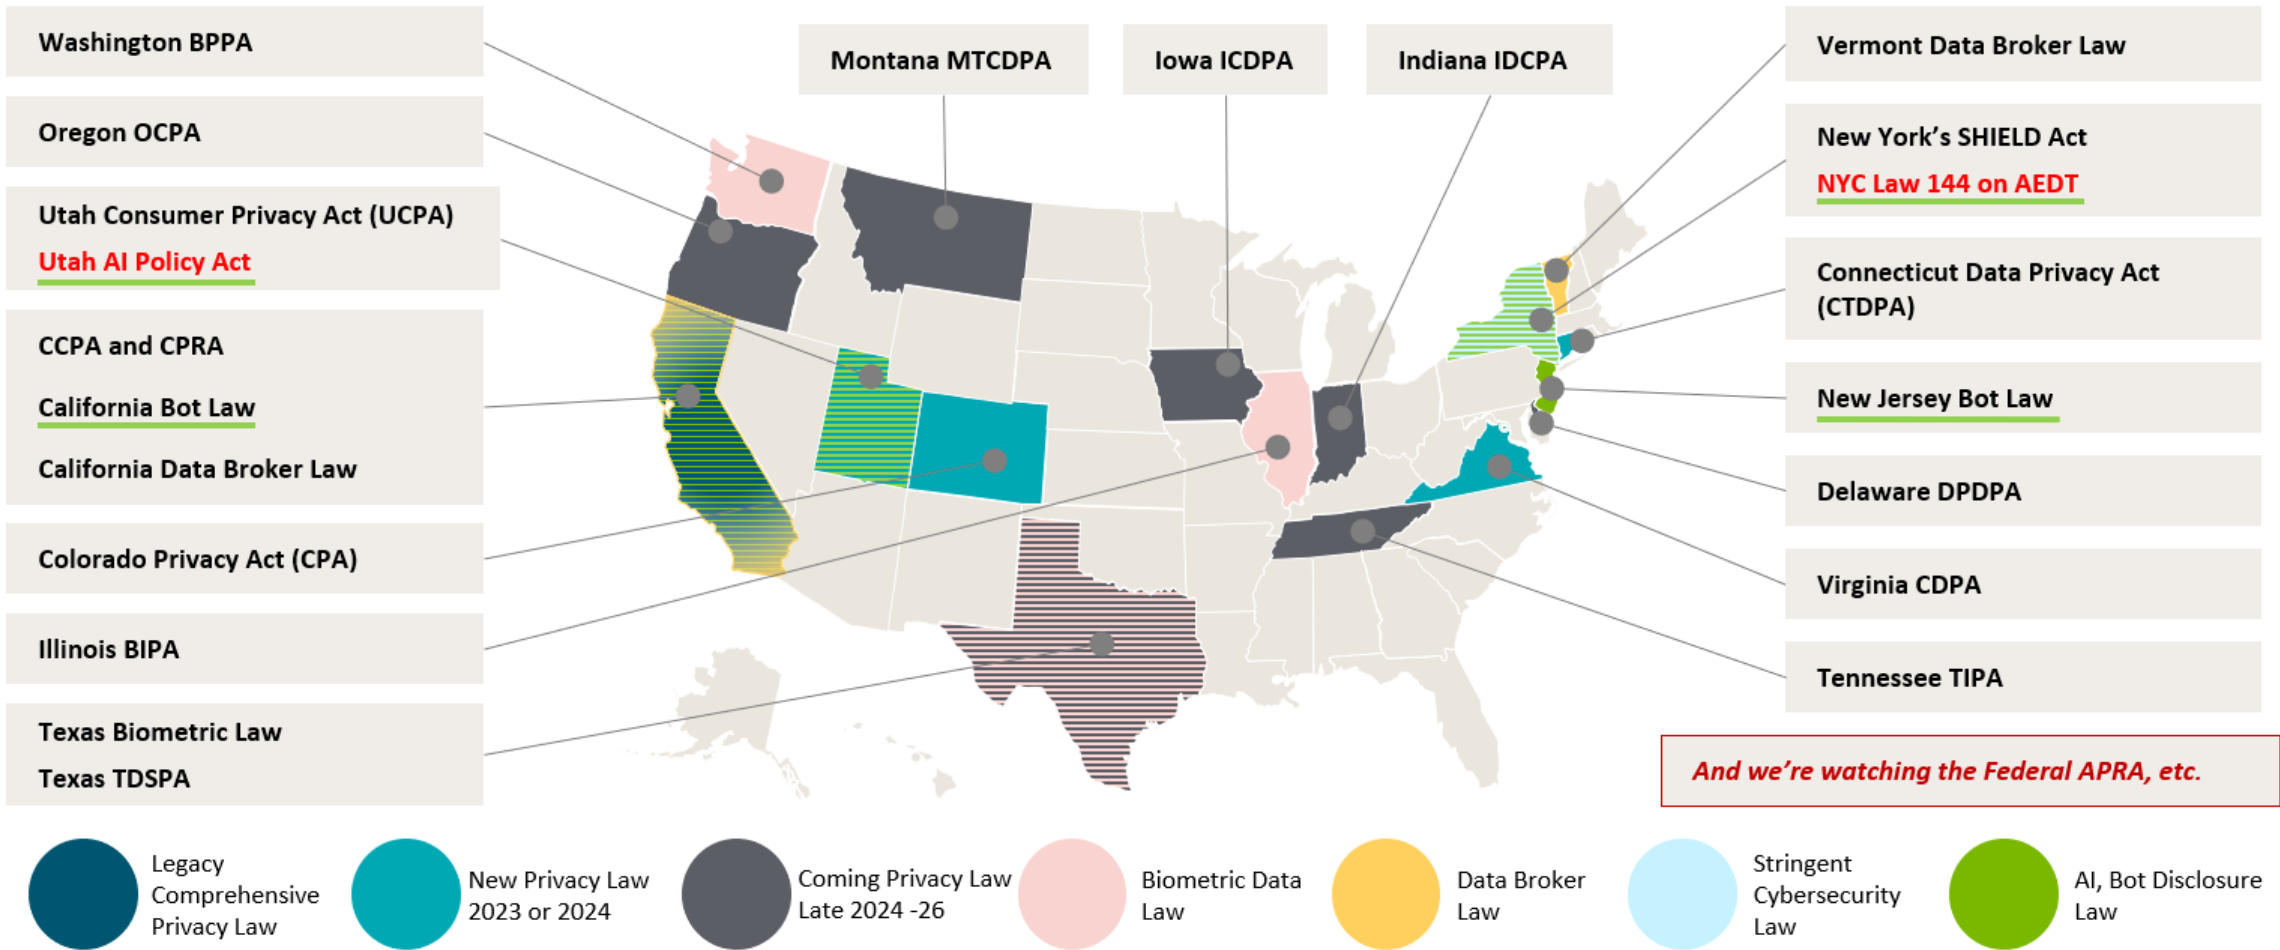 Washington BPPA
Oregon OCPA
Utah Consumer Privacy Act (UCPA)
Utah AI Policy Act
CCPA and CPRA
California Bot Law
California Data Broker Law
Colorado Privacy Act (CPA)
Illinois BIPA
Texas Biometric Law
Texas TDSPA
Montana MTCDPA
Iowa ICDPA
Indiana IDCPA
Vermont Data Broker Law
New York’s SHIELD Act
NYC Law 144 on AEDT
Connecticut Data Privacy Act
(CTDPA)
New Jersey Bot Law
Delaware DPDPA
Virginia CDPA
Tennessee TIPA
And we’re watching the Federal APRA, etc.
Legacy
Comprehensive
Privacy Law
New Privacy Law
2023 or 2024
Coming Privacy Law
Late 2024 -26
Biometric Data
Law
Data Broker
Law
Stringent
Cybersecurity
Law
AI, Bot Disclosure
Law